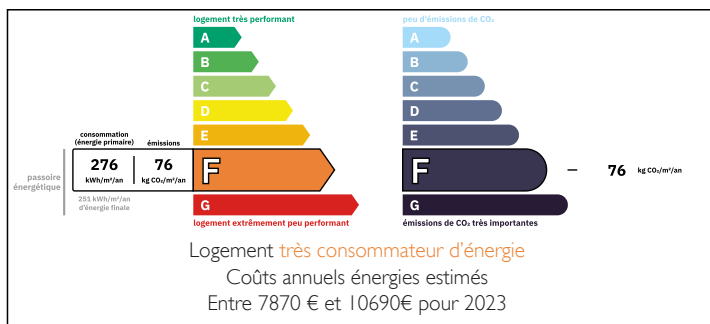 logement très performant
A
B
C
D
E
consommation
(énergie primaire)
émissions
276
kWh/m²/an
76
kg CO₂/m²/an
F
passoire
énergétique
251 kWh/m²/an
d'énergie finale
G
logement extrêmement peu performant
peu d'émissions de CO₂
A
B
C
D
E
F
76 kg CO₂/m²/an
G
émissions de CO₂ très importantes
Logement très consommateur d'énergie
Coûts annuels énergies estimés
Entre 7870 € et 10690€ pour 2023